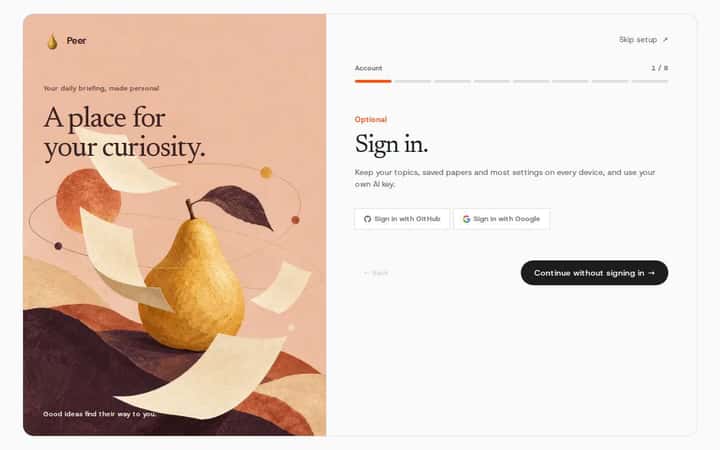 Peer
Your daily briefing, made personal
A place for
your curiosity.
Good ideas find their way to you.
Skip setup ↗
Account
1 / 8
Optional
Sign in.
Keep your topics, saved papers and most settings on every device, and use your
own AI key.
Sign in with GitHub
Sign in with Google
← Back
Continue without signing in →